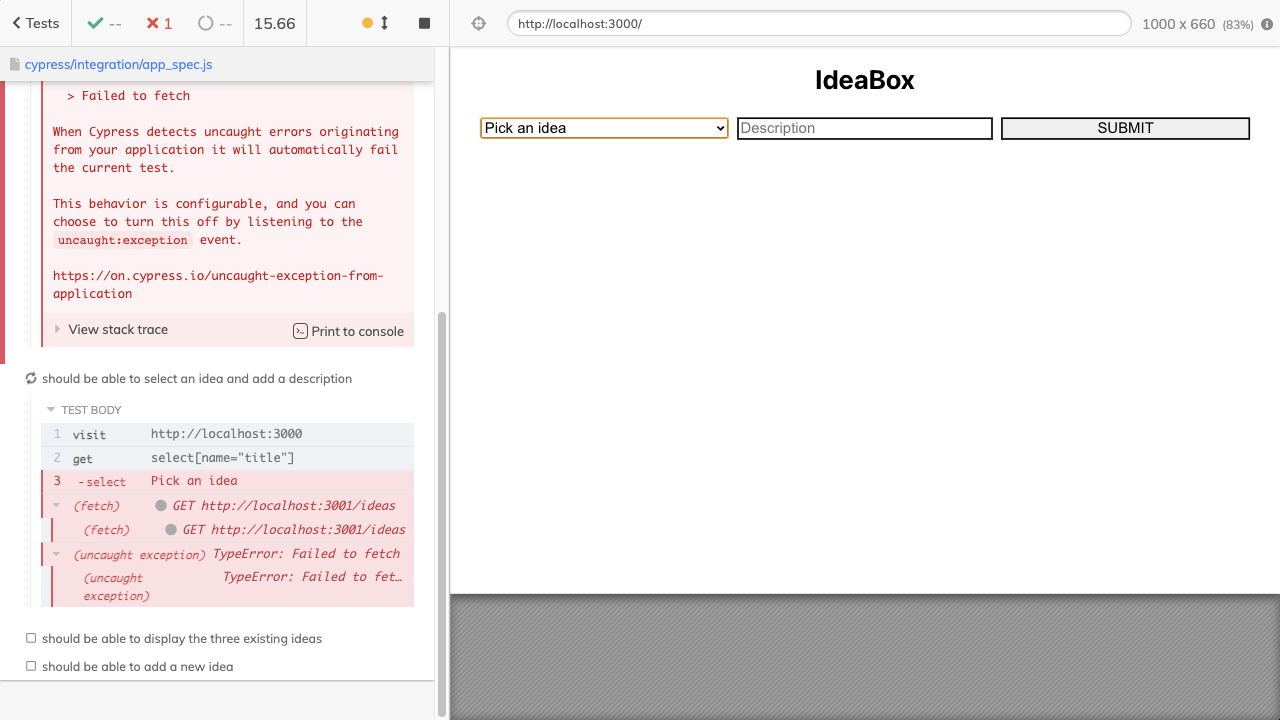 Tests
--
1
--
15.66
http://localhost:3000/
1000 x 660 (83%)
cypress/integration/app_spec.js
> Failed to fetch
When Cypress detects uncaught errors originating
from your application it will automatically fail
the current test.
This behavior is configurable, and you can
choose to turn this off by listening to the
uncaught:exception event.
https://on.cypress.io/uncaught-exception-from-
application
View stack trace
Print to console
should be able to select an idea and add a description
TEST BODY
1 visit http://localhost:3000
2 get select[name="title"]
3 -select Pick an idea
(fetch) GET http://localhost:3001/ideas
(fetch) GET http://localhost:3001/ideas
(uncaught exception) TypeError: Failed to fetch
(uncaught TypeError: Failed to fet…
exception)
should be able to display the three existing ideas
should be able to add a new idea
IdeaBox
Pick an idea
Description
SUBMIT